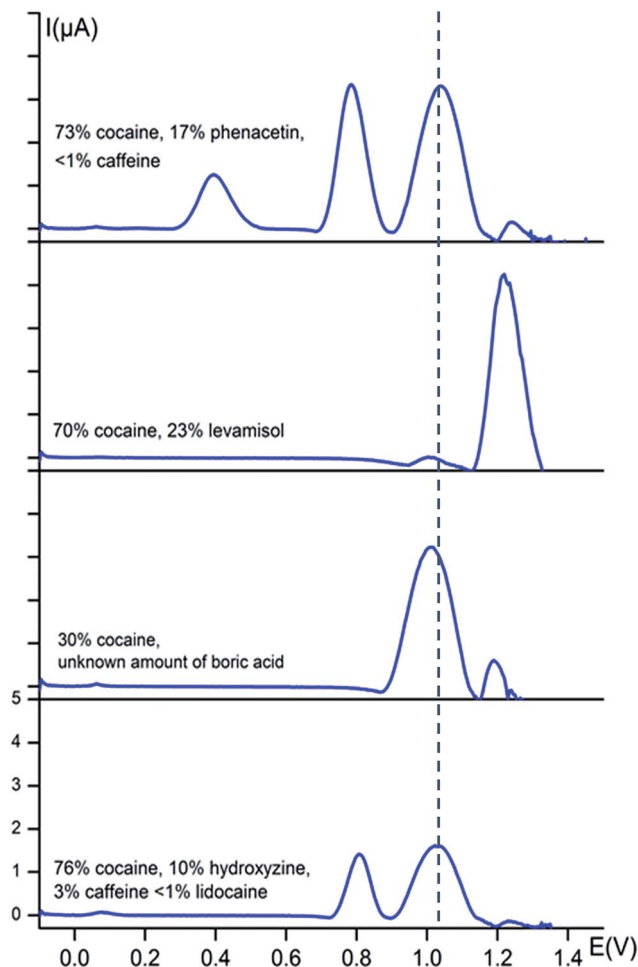 I(µA)
73% cocaine, 17% phenacetin,
<1% caffeine
70% cocaine, 23% levamisol
30% cocaine,
unknown amount of boric acid
5
4
3
2
1
0
76% cocaine, 10% hydroxyzine,
3% caffeine <1% lidocaine
0.0 0.2 0.4 0.6 0.8 1.0 1.2 1.4 E(V)